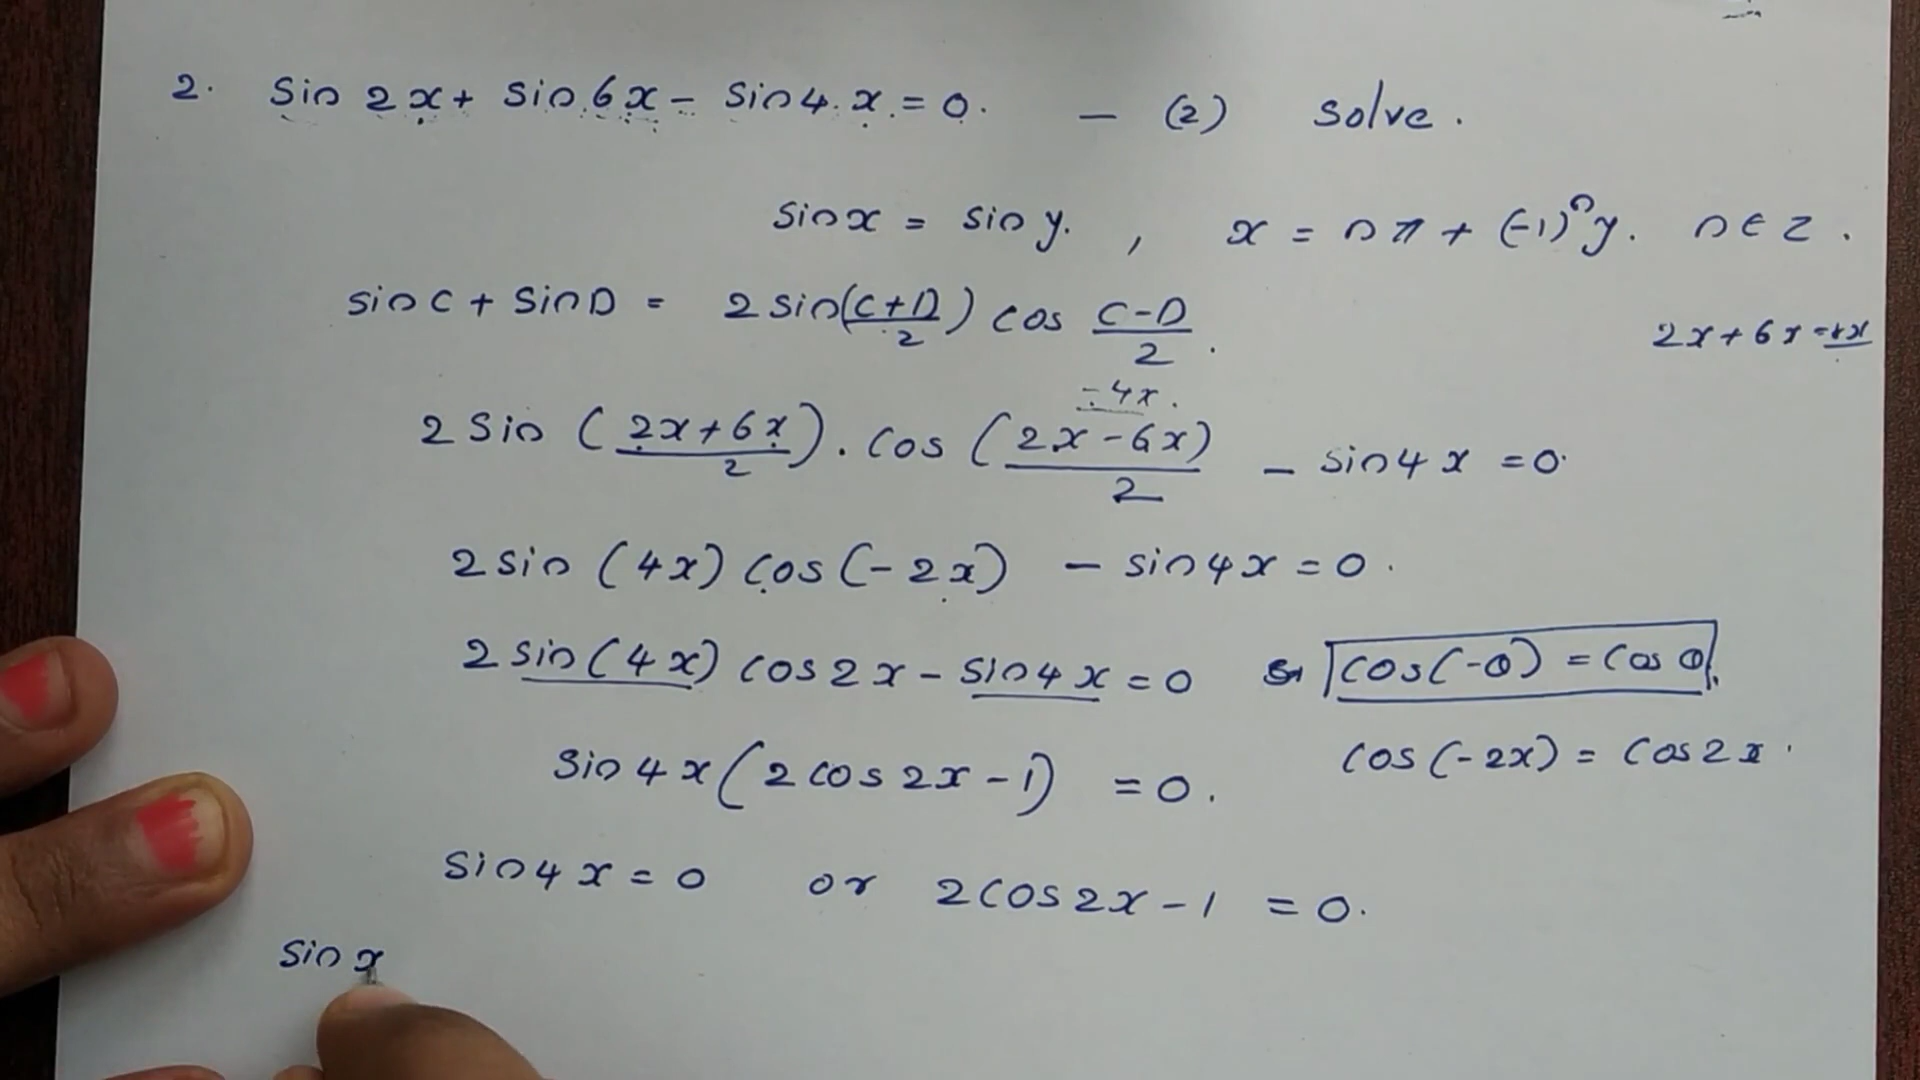 2. Sin 2x + Sin 6x - Sin 4x = 0. - (2) Solve.
Sin x = Sin y. , x = nπ + (-1)ⁿy. n ∈ Z.
Sin C + Sin D = 2 Sin (C+D)/2 cos (C-D)/2.
2x + 6x =
-4x.
2 Sin (2x+6x)/2 . Cos (2x-6x)/2 - Sin 4x = 0.
2 Sin (4x) Cos (-2x) - Sin 4x = 0.
2 Sin (4x) Cos 2x - Sin 4x = 0 Cos(-θ) = Cos θ.
Sin 4x (2 Cos 2x - 1) = 0. Cos (-2x) = Cos 2x.
Sin 4x = 0 or 2 Cos 2x - 1 = 0.
Sin x